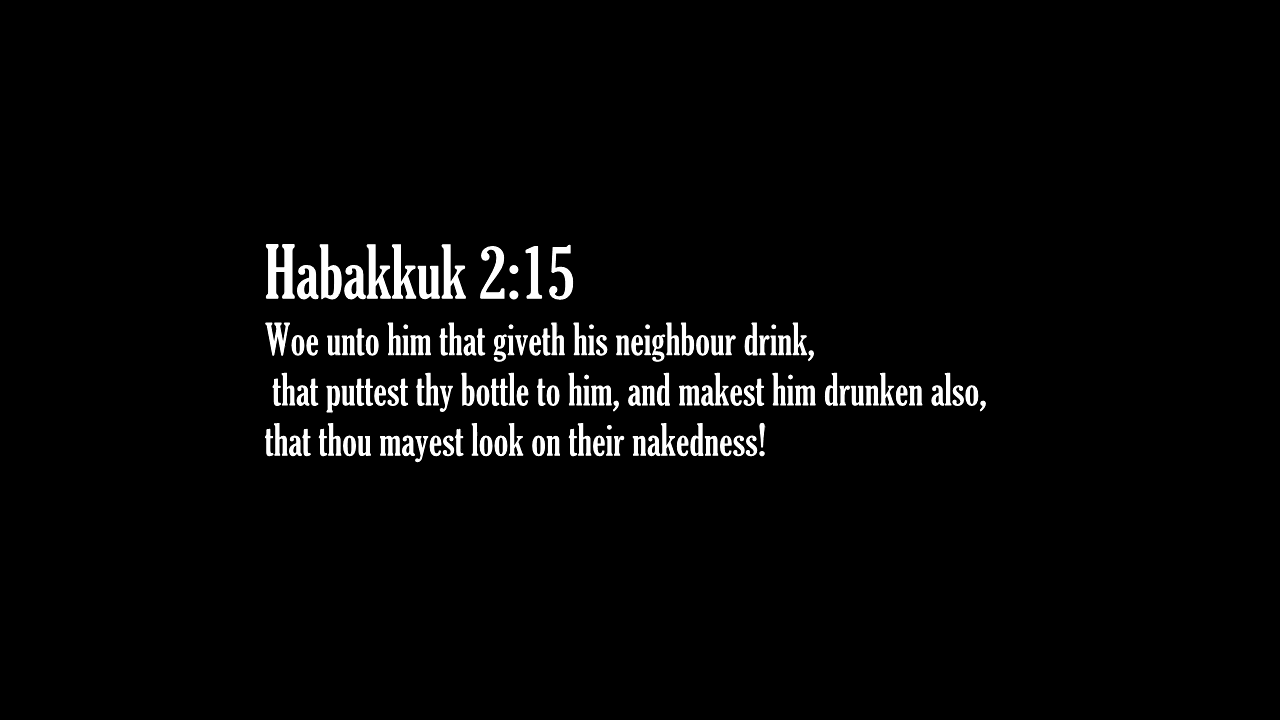 Habakkuk 2:15
Woe unto him that giveth his neighbour drink,
that puttest thy bottle to him, and makest him drunken also,
that thou mayest look on their nakedness!